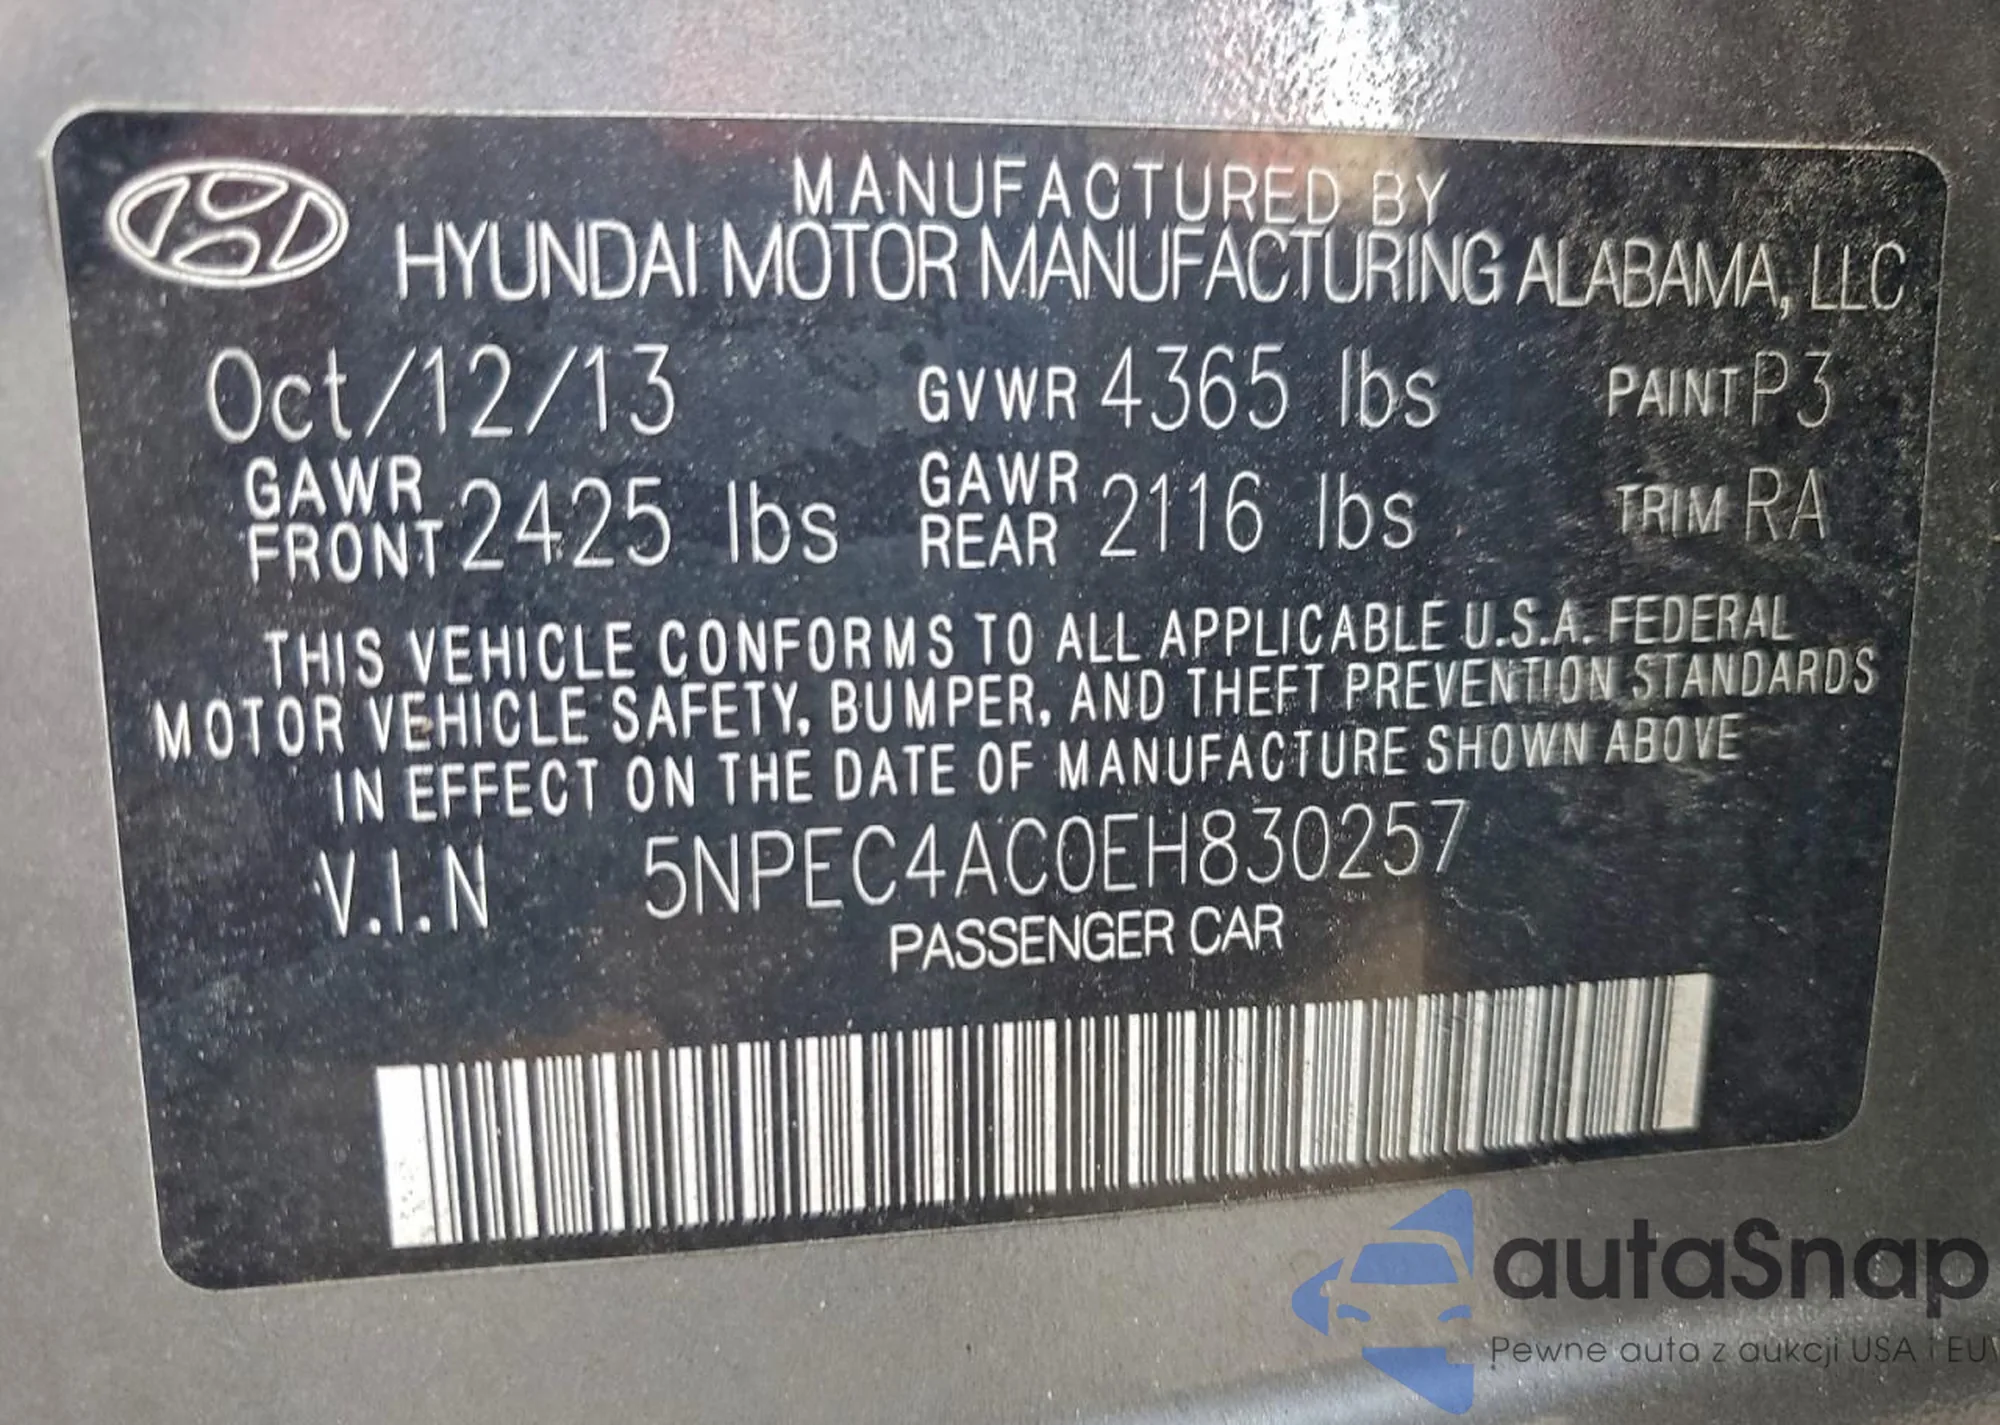 MANUFACTURED BY
HYUNDAI MOTOR MANUFACTURING ALABAMA, LLC
Oct/12/13 GVWR 4365 lbs PAINT P3
GAWR FRONT 2425 lbs GAWR REAR 2116 lbs TRIM RA
THIS VEHICLE CONFORMS TO ALL APPLICABLE U.S.A. FEDERAL
MOTOR VEHICLE SAFETY, BUMPER, AND THEFT PREVENTION STANDARDS
IN EFFECT ON THE DATE OF MANUFACTURE SHOWN ABOVE
V.I.N 5NPEC4AC0EH830257
PASSENGER CAR
autaSnap
Pewne auta z aukcji USA i EU